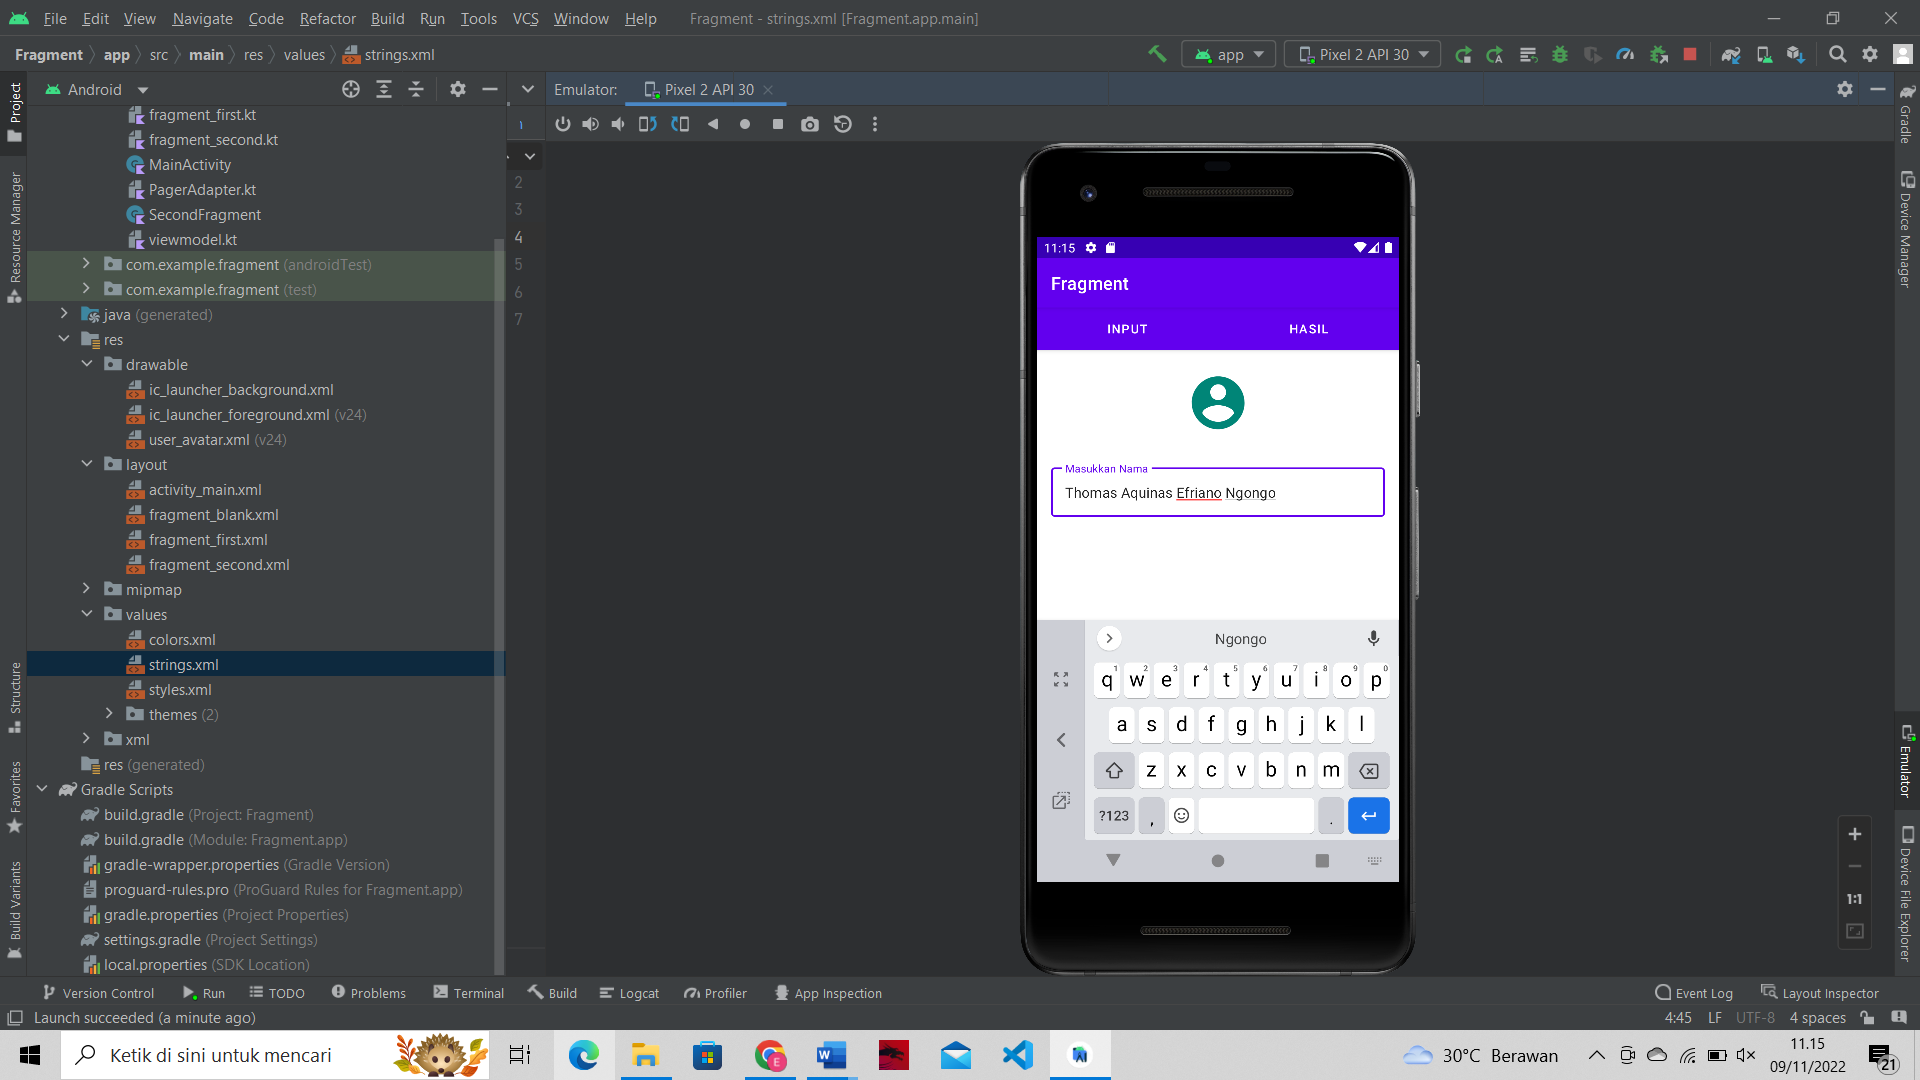 File Edit View Navigate Code Refactor Build Run Tools VCS Window Help Fragment - strings.xml [Fragment.app.main]
Fragment app src main res values strings.xml app Pixel 2 API 30
Project
Resource Manager
Structure
Favorites
Build Variants
Android
fragment_first.kt
fragment_second.kt
MainActivity
PagerAdapter.kt
SecondFragment
viewmodel.kt
com.example.fragment (androidTest)
com.example.fragment (test)
java (generated)
res
drawable
ic_launcher_background.xml
ic_launcher_foreground.xml (v24)
user_avatar.xml (v24)
layout
activity_main.xml
fragment_blank.xml
fragment_first.xml
fragment_second.xml
mipmap
values
colors.xml
strings.xml
styles.xml
themes (2)
xml
res (generated)
Gradle Scripts
build.gradle (Project: Fragment)
build.gradle (Module: Fragment.app)
gradle-wrapper.properties (Gradle Version)
proguard-rules.pro (ProGuard Rules for Fragment.app)
gradle.properties (Project Properties)
settings.gradle (Project Settings)
local.properties (SDK Location)
1
2
3
4
5
6
7
Emulator: Pixel 2 API 30
11:15
Fragment
INPUT HASIL
Masukkan Nama
Thomas Aquinas Efriano Ngongo
Ngongo
q1 w2 e3 r4 t5 y6 u7 i8 o9 p0
a s d f g h j k l
z x c v b n m
?123 , .
1:1
Gradle
Device Manager
Emulator
Device File Explorer
Version Control Run TODO Problems Terminal Build Logcat Profiler App Inspection Event Log Layout Inspector
Launch succeeded (a minute ago) 4:45 LF UTF-8 4 spaces
Ketik di sini untuk mencari 30°C Berawan 11.15
09/11/2022 21